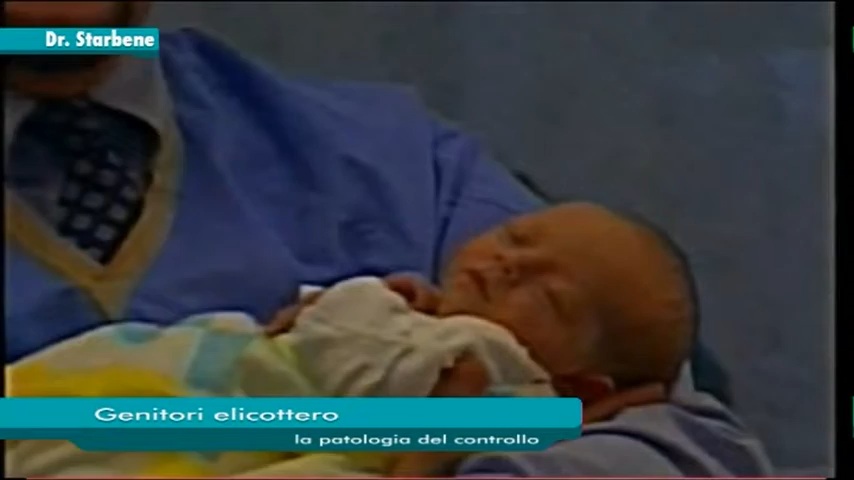 Dr. Starbene
Genitori elicottero
la patologia del controllo